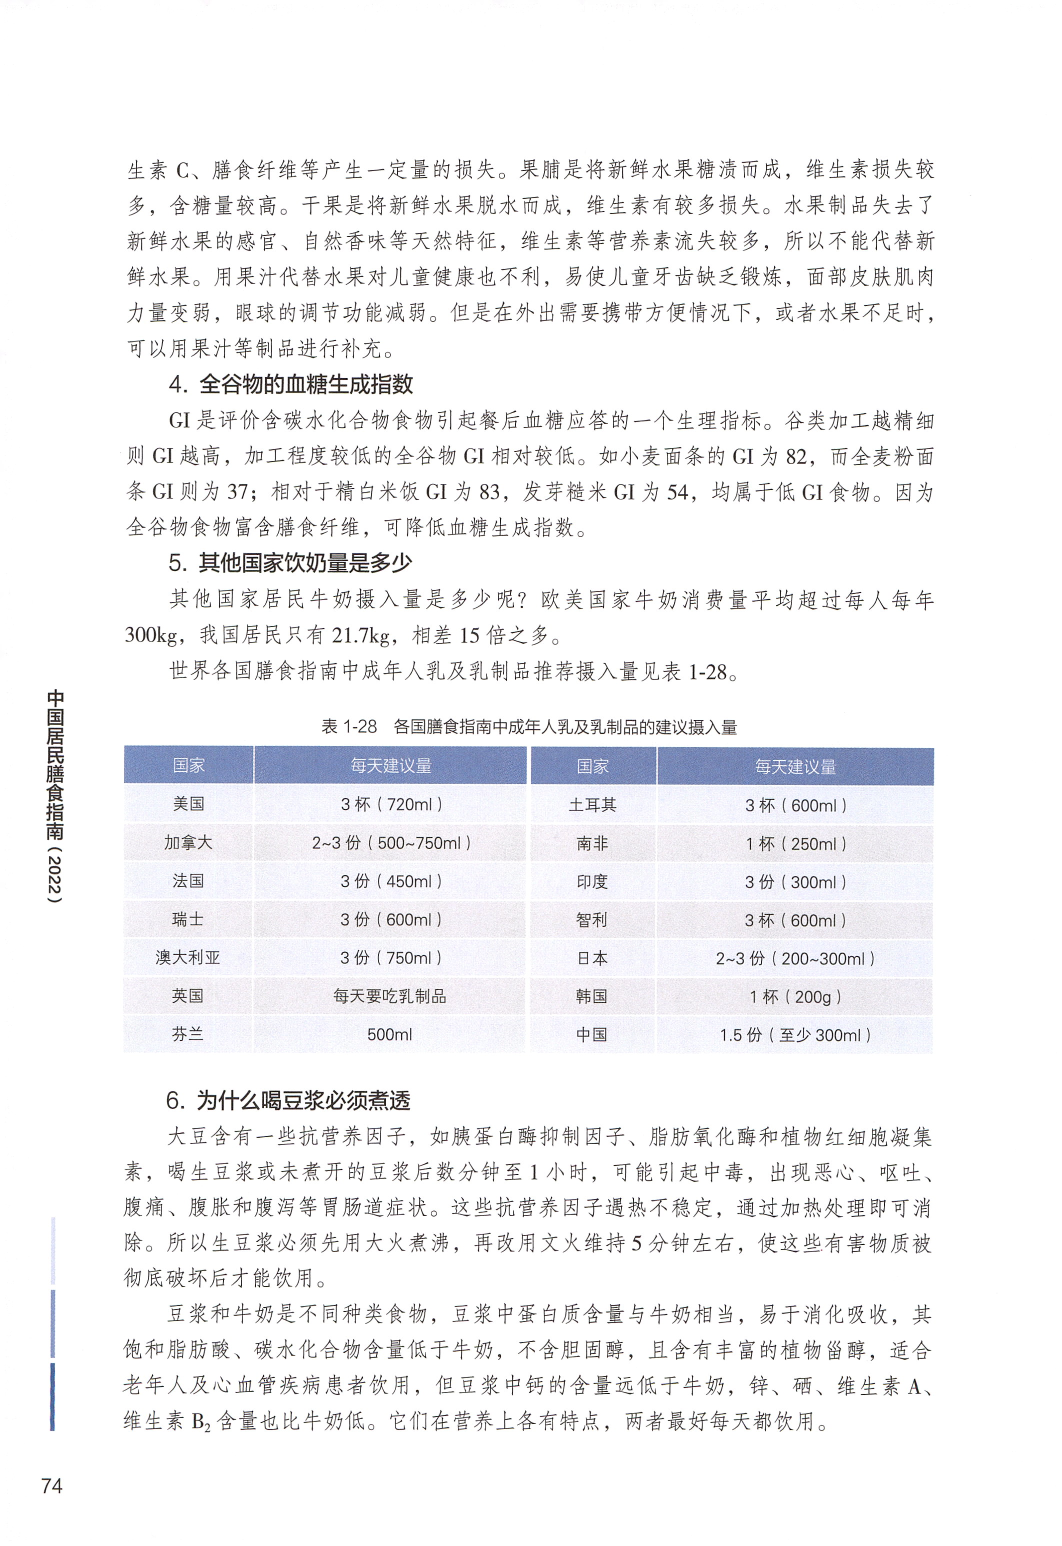 生素 C、膳食纤维等产生一定量的损失。果脯是将新鲜水果糖渍而成，维生素损失较
多，含糖量较高。干果是将新鲜水果脱水而成，维生素有较多损失。水果制品失去了
新鲜水果的感官、自然香味等天然特征，维生素等营养素流失较多，所以不能代替新
鲜水果。用果汁代替水果对儿童健康也不利，易使儿童牙齿缺乏锻炼，面部皮肤肌肉
力量变弱，眼球的调节功能减弱。但是在外出需要携带方便情况下，或者水果不足时，
可以用果汁等制品进行补充。
4. 全谷物的血糖生成指数
GI 是评价含碳水化合物食物引起餐后血糖应答的一个生理指标。谷类加工越精细
则 GI 越高，加工程度较低的全谷物 GI 相对较低。如小麦面条的 GI 为 82，而全麦粉面
条 GI 则为 37；相对于精白米饭 GI 为 83，发芽糙米 GI 为 54，均属于低 GI 食物。因为
全谷物食物富含膳食纤维，可降低血糖生成指数。
5. 其他国家饮奶量是多少
其他国家居民牛奶摄入量是多少呢？欧美国家牛奶消费量平均超过每人每年
300kg，我国居民只有 21.7kg，相差 15 倍之多。
世界各国膳食指南中成年人乳及乳制品推荐摄入量见表 1-28。
表 1-28 各国膳食指南中成年人乳及乳制品的建议摄入量
国家 每天建议量 国家 每天建议量
美国 3 杯（720ml） 土耳其 3 杯（600ml）
加拿大 2~3 份（500~750ml） 南非 1 杯（250ml）
法国 3 份（450ml） 印度 3 份（300ml）
瑞士 3 份（600ml） 智利 3 杯（600ml）
澳大利亚 3 份（750ml） 日本 2~3 份（200~300ml）
英国 每天要吃乳制品 韩国 1 杯（200g）
芬兰 500ml 中国 1.5 份（至少 300ml）
6. 为什么喝豆浆必须煮透
大豆含有一些抗营养因子，如胰蛋白酶抑制因子、脂肪氧化酶和植物红细胞凝集
素，喝生豆浆或未煮开的豆浆后数分钟至 1 小时，可能引起中毒，出现恶心、呕吐、
腹痛、腹胀和腹泻等胃肠道症状。这些抗营养因子遇热不稳定，通过加热处理即可消
除。所以生豆浆必须先用大火煮沸，再改用文火维持 5 分钟左右，使这些有害物质被
彻底破坏后才能饮用。
豆浆和牛奶是不同种类食物，豆浆中蛋白质含量与牛奶相当，易于消化吸收，其
饱和脂肪酸、碳水化合物含量低于牛奶，不含胆固醇，且含有丰富的植物甾醇，适合
老年人及心血管疾病患者饮用，但豆浆中钙的含量远低于牛奶，锌、硒、维生素 A、
维生素 B₂ 含量也比牛奶低。它们在营养上各有特点，两者最好每天都饮用。
中国居民膳食指南（2022）
74